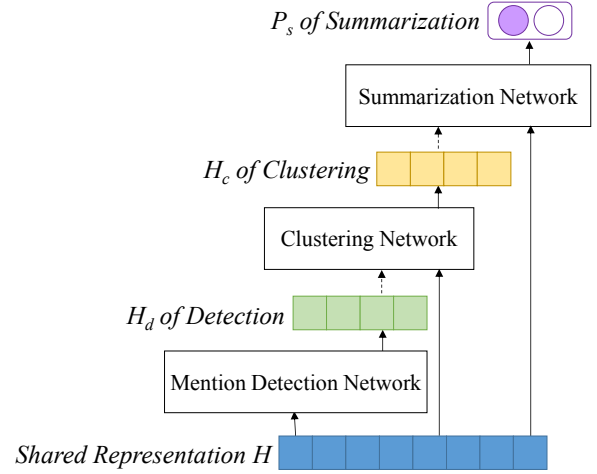 P_s of Summarization
Summarization Network
H_c of Clustering
Clustering Network
H_d of Detection
Mention Detection Network
Shared Representation H